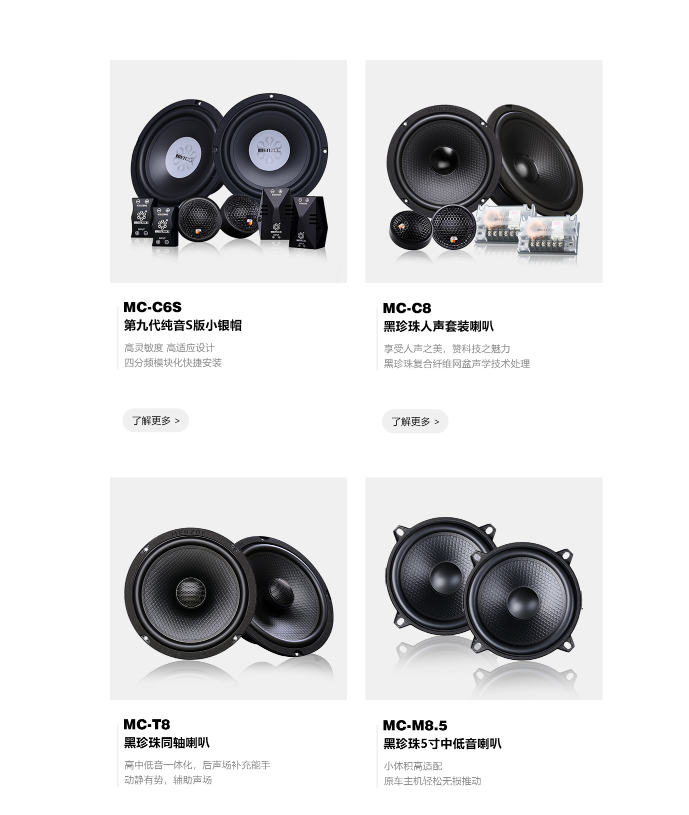 MC-C6S
第九代纯音S版小银帽
高灵敏度 高适应设计
四分频模块化快捷安装
了解更多 >
MC-C8
黑珍珠人声套装喇叭
享受人声之美，赞科技之魅力
黑珍珠复合纤维网盆声学技术处理
了解更多 >
MC-T8
黑珍珠同轴喇叭
高中低音一体化，后声场补充能手
动静有势，辅助声场
MC-M8.5
黑珍珠5寸中低音喇叭
小体积高适配
原车主机轻松无损推动